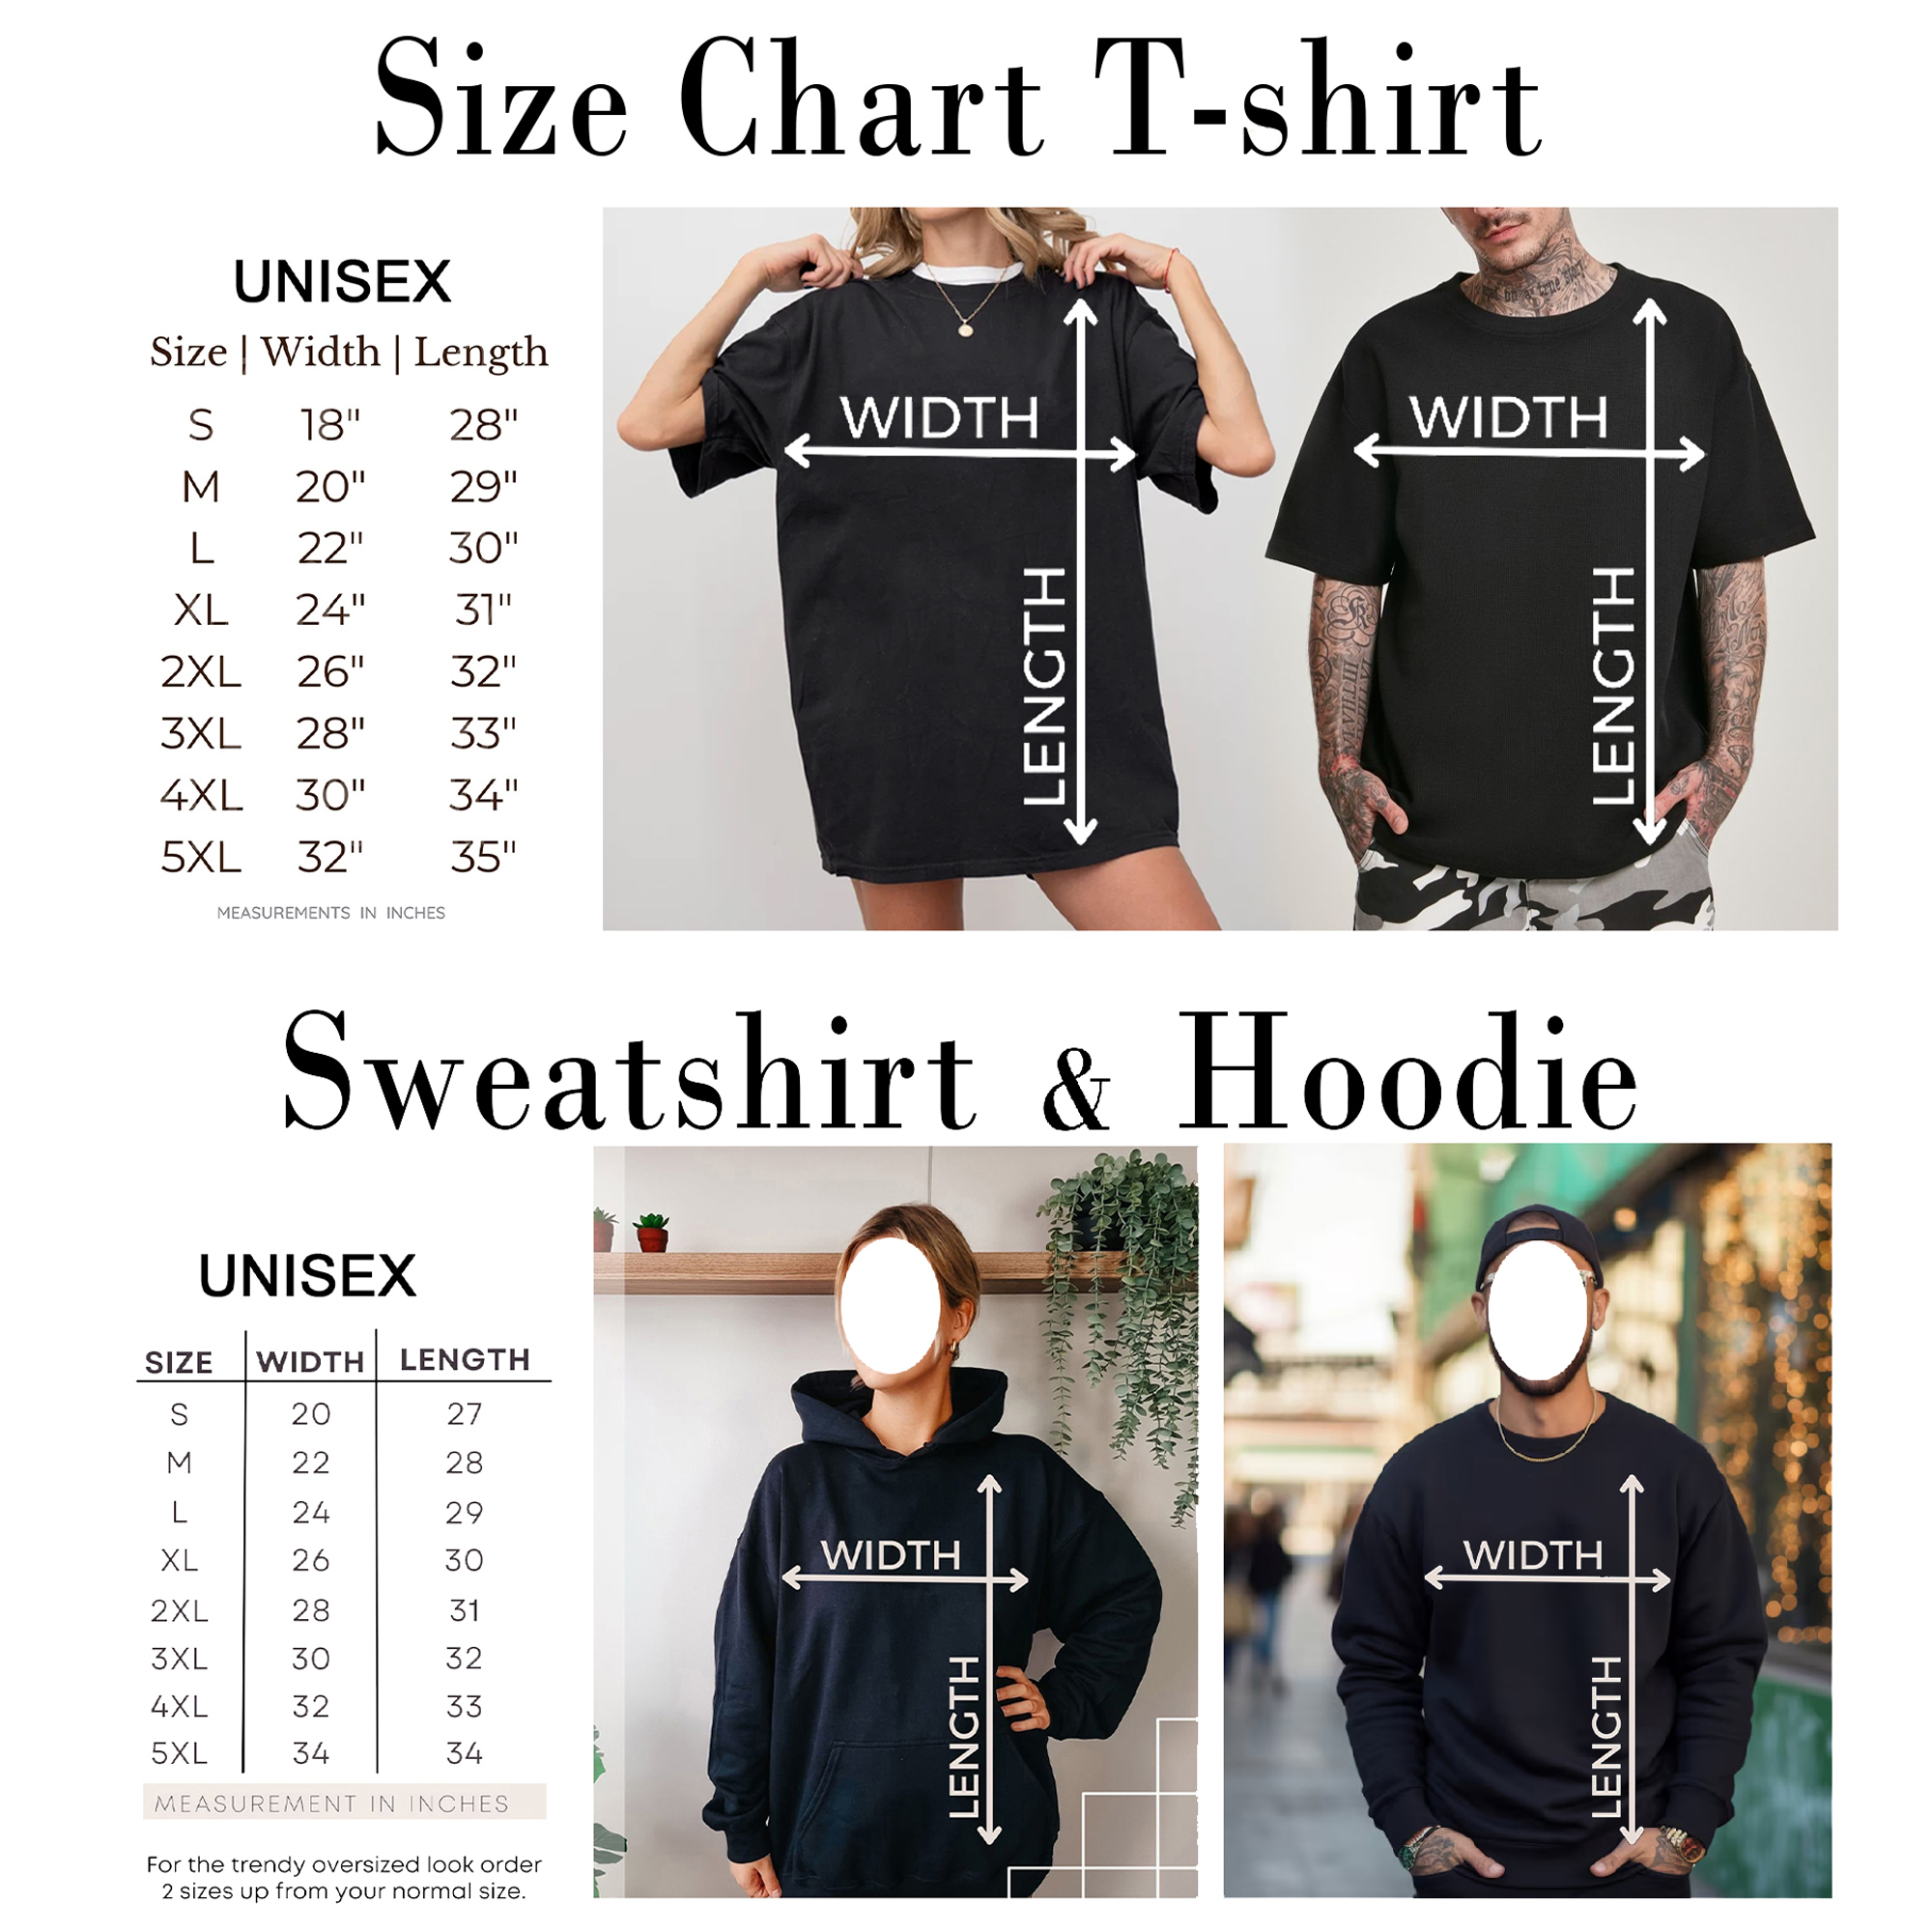 Size Chart T-shirt
UNISEX
Size | Width | Length
S 18" 28"
M 20" 29"
L 22" 30"
XL 24" 31"
2XL 26" 32"
3XL 28" 33"
4XL 30" 34"
5XL 32" 35"
MEASUREMENTS IN INCHES
WIDTH
LENGTH
WIDTH
LENGTH
Sweatshirt & Hoodie
UNISEX
SIZE WIDTH LENGTH
S 20 27
M 22 28
L 24 29
XL 26 30
2XL 28 31
3XL 30 32
4XL 32 33
5XL 34 34
MEASUREMENT IN INCHES
For the trendy oversized look order
2 sizes up from your normal size.
WIDTH
LENGTH
WIDTH
LENGTH